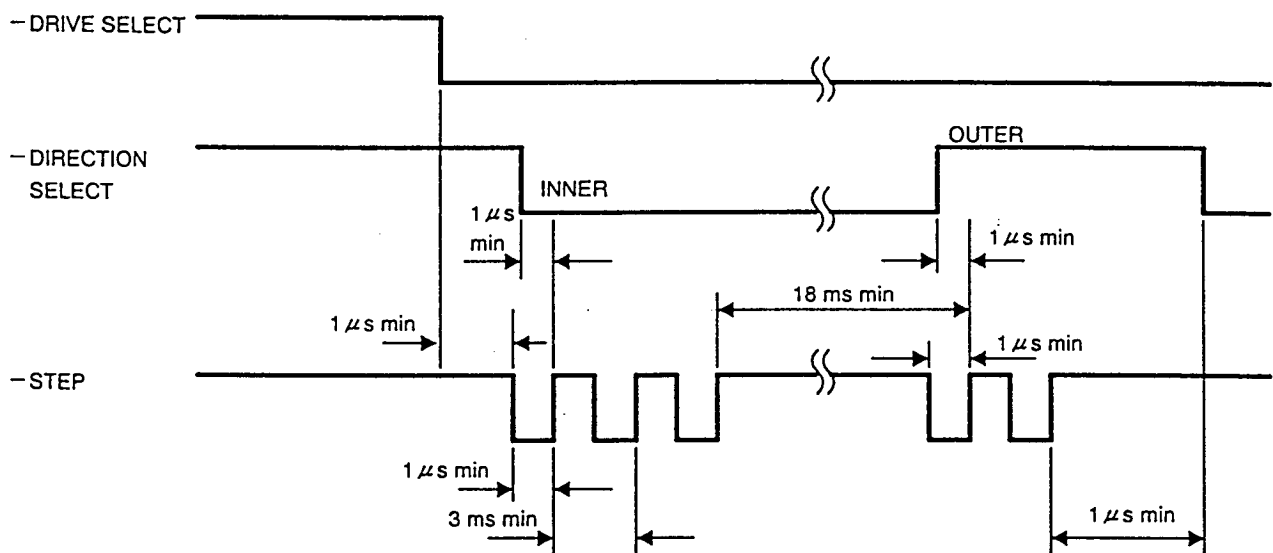 −DRIVE SELECT
−DIRECTION
SELECT
OUTER
INNER
1 μs
min
1 μs min
18 ms min
1 μs min
1 μs min
−STEP
1 μs min
3 ms min
1 μs min